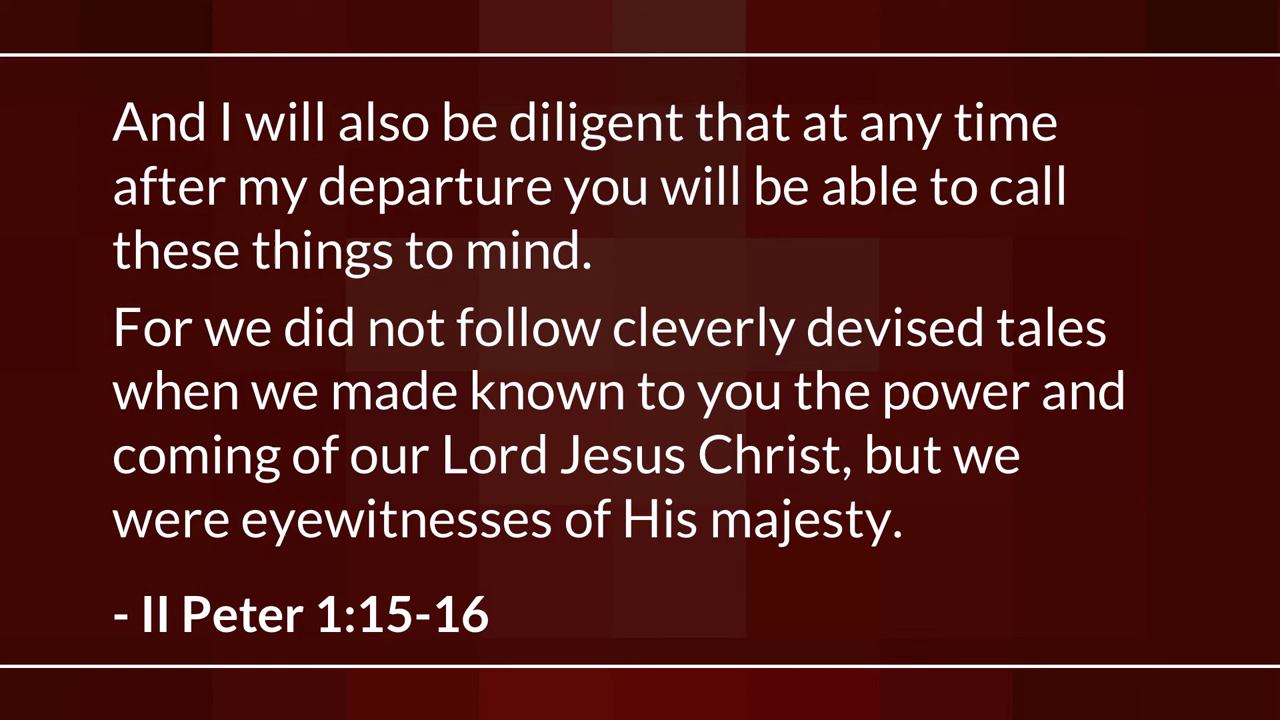 And I will also be diligent that at any time
after my departure you will be able to call
these things to mind.
For we did not follow cleverly devised tales
when we made known to you the power and
coming of our Lord Jesus Christ, but we
were eyewitnesses of His majesty.
- II Peter 1:15-16